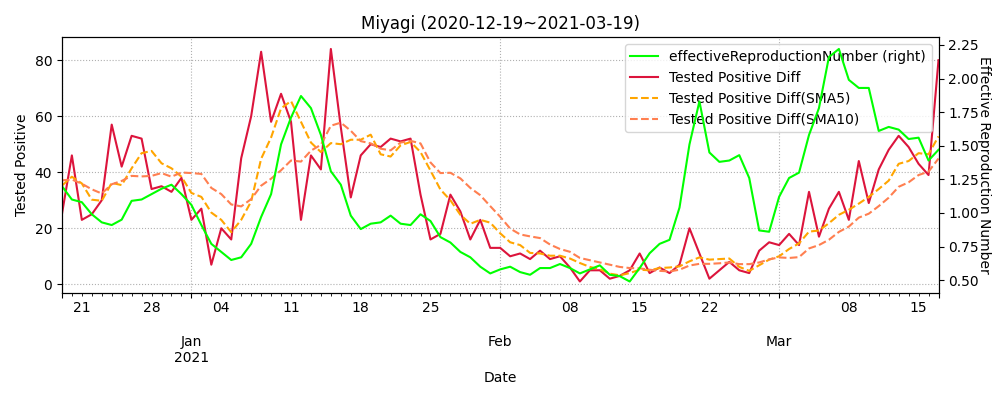 Miyagi (2020-12-19~2021-03-19)
effectiveReproductionNumber (right)
Tested Positive Diff
Tested Positive Diff(SMA5)
Tested Positive Diff(SMA10)
Tested Positive
80
60
40
20
0
2.25
2.00
1.75
1.50
1.25
1.00
0.75
0.50
Effective Reproduction Number
21 28 04 11 18 25 08 15 22 08 15
Jan Feb Mar
2021
Date